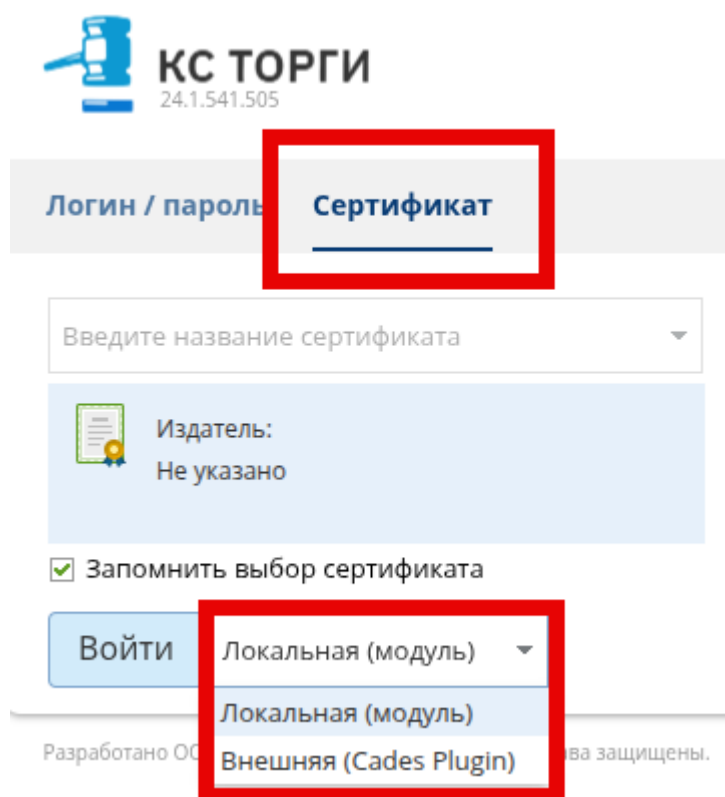 КС ТОРГИ
24.1.541.505
Логин / пароль Сертификат
Введите название сертификата
Издатель:
Не указано
Запомнить выбор сертификата
Войти Локальная (модуль)
Локальная (модуль)
Разработано защищены.
Внешняя (Cades Plugin)